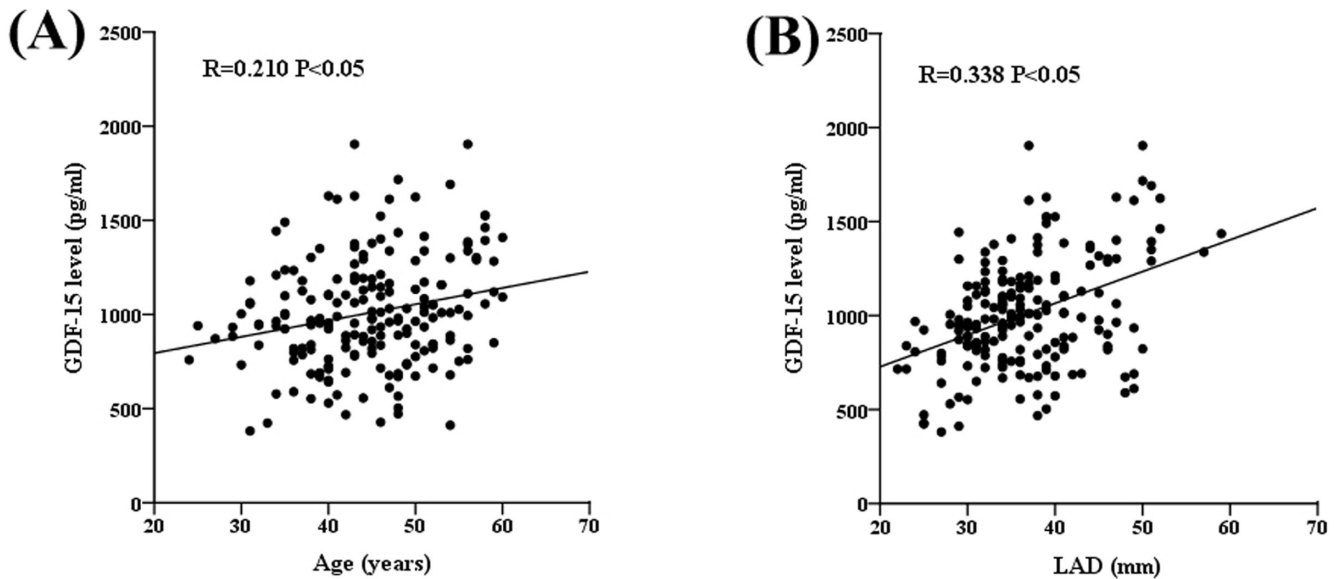 (A)
R=0.210 P<0.05
GDF-15 level (pg/ml)
2500
2000
1500
1000
500
0
20 30 40 50 60 70
Age (years)
(B)
R=0.338 P<0.05
GDF-15 level (pg/ml)
2500
2000
1500
1000
500
0
20 30 40 50 60 70
LAD (mm)